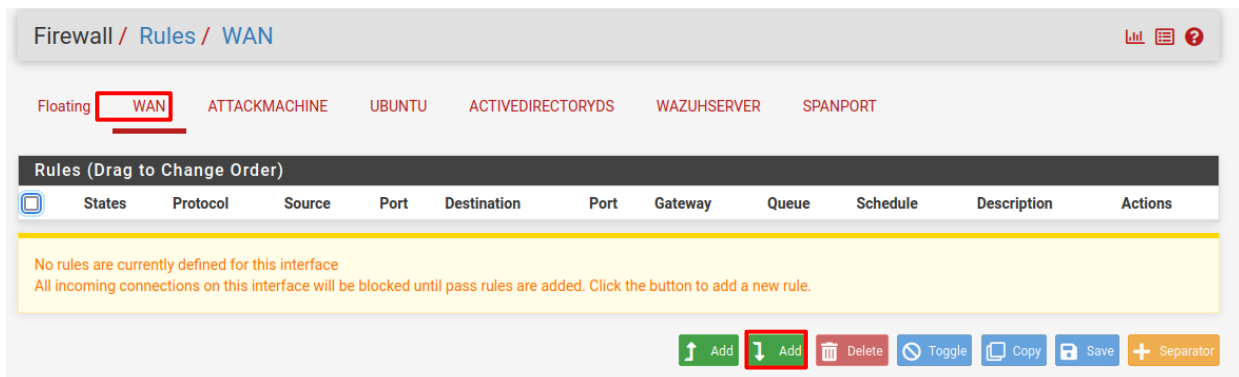 Firewall / Rules / WAN
Floating WAN ATTACKMACHINE UBUNTU ACTIVEDIRECTORYDS WAZUHSERVER SPANPORT
Rules (Drag to Change Order)
States Protocol Source Port Destination Port Gateway Queue Schedule Description Actions
No rules are currently defined for this interface
All incoming connections on this interface will be blocked until pass rules are added. Click the button to add a new rule.
Add Add Delete Toggle Copy Save Separator